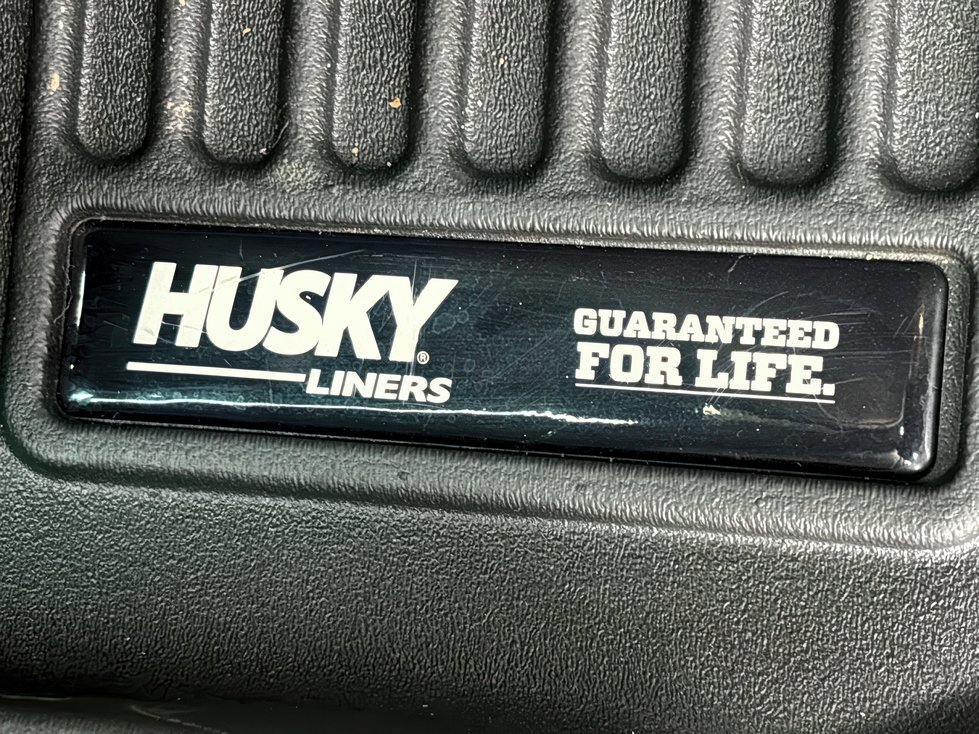 HUSKY®
LINERS
GUARANTEED
FOR LIFE.